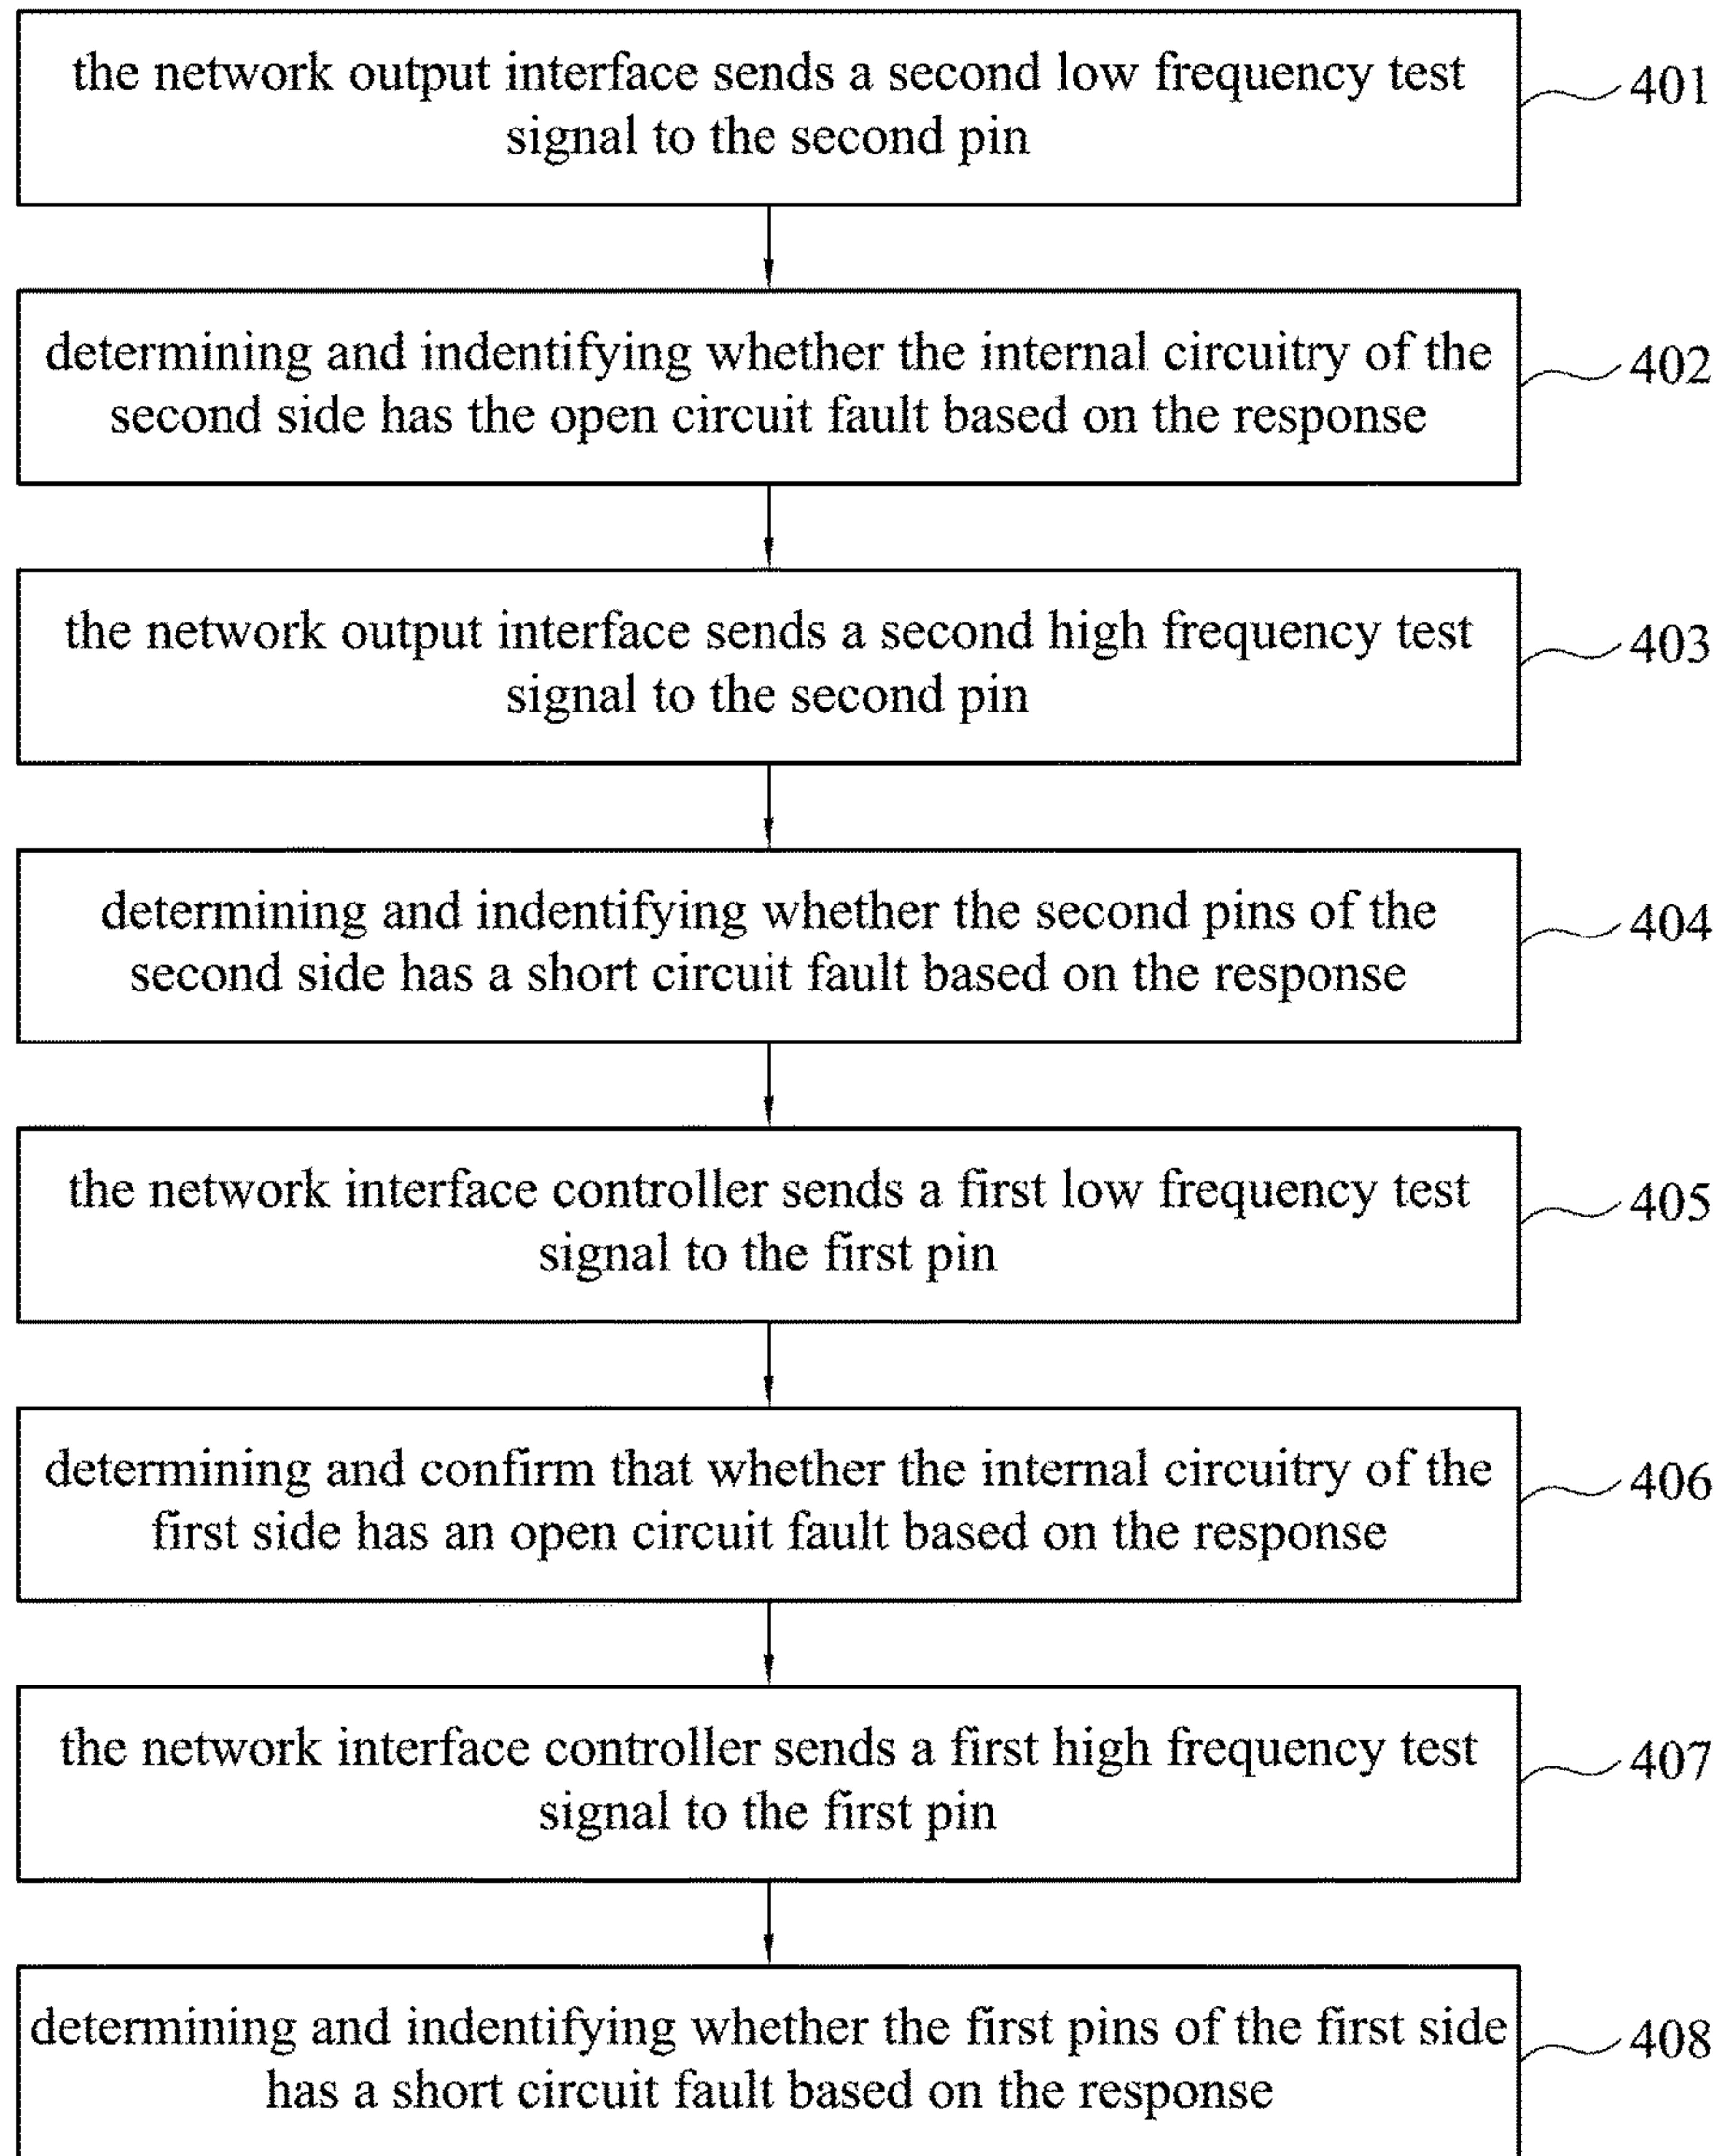 the network output interface sends a second low frequency test
signal to the second pin
401
determining and indentifying whether the internal circuitry of the
second side has the open circuit fault based on the response
402
the network output interface sends a second high frequency test
signal to the second pin
403
determining and indentifying whether the second pins of the
second side has a short circuit fault based on the response
404
the network interface controller sends a first low frequency test
signal to the first pin
405
determining and confirm that whether the internal circuitry of the
first side has an open circuit fault based on the response
406
the network interface controller sends a first high frequency test
signal to the first pin
407
determining and indentifying whether the first pins of the first side
has a short circuit fault based on the response
408